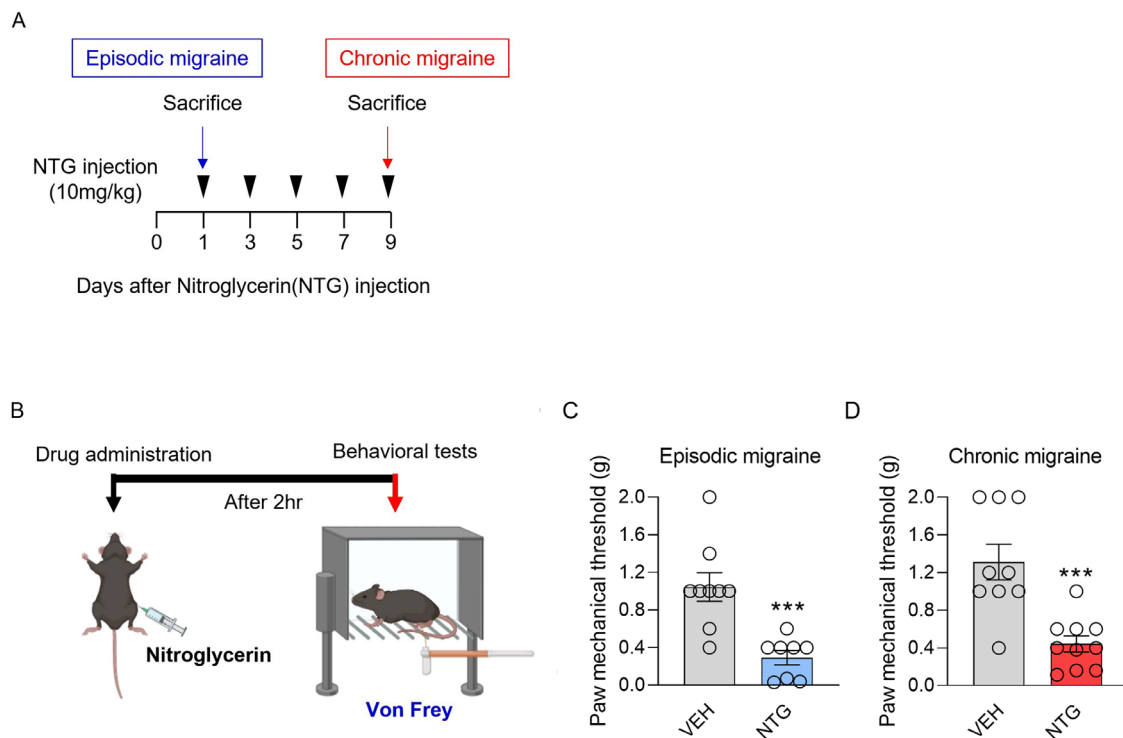 A
Episodic migraine
Chronic migraine
Sacrifice
Sacrifice
NTG injection
(10mg/kg)
0 1 3 5 7 9
Days after Nitroglycerin(NTG) injection
B
Drug administration
Behavioral tests
After 2hr
Nitroglycerin
Von Frey
C
Episodic migraine
Paw mechanical threshold (g)
2.0
1.6
1.2
0.8
0.4
0.0
***
VEH
NTG
D
Chronic migraine
Paw mechanical threshold (g)
2.0
1.6
1.2
0.8
0.4
0.0
***
VEH
NTG